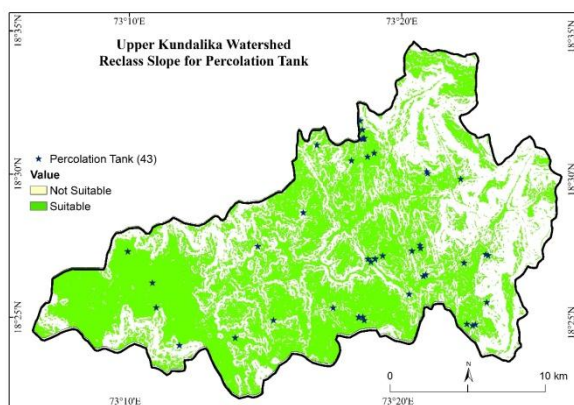 73°10'E
73°20'E
18°35'N
18°35'N
Upper Kundalika Watershed
Reclass Slope for Percolation Tank
Percolation Tank (43)
Value
Not Suitable
Suitable
18°30'N
18°30'N
18°25'N
18°25'N
N
0
10 km
73°10'E
73°20'E